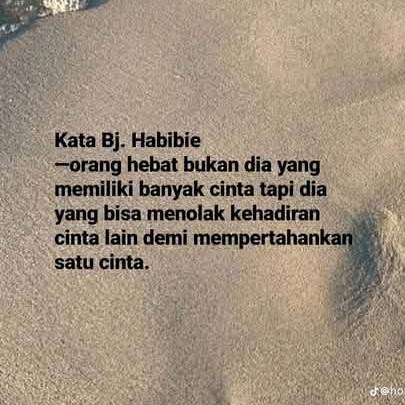 Kata Bj. Habibie
—orang hebat bukan dia yang
memiliki banyak cinta tapi dia
yang bisa menolak kehadiran
cinta lain demi mempertahankan
satu cinta.